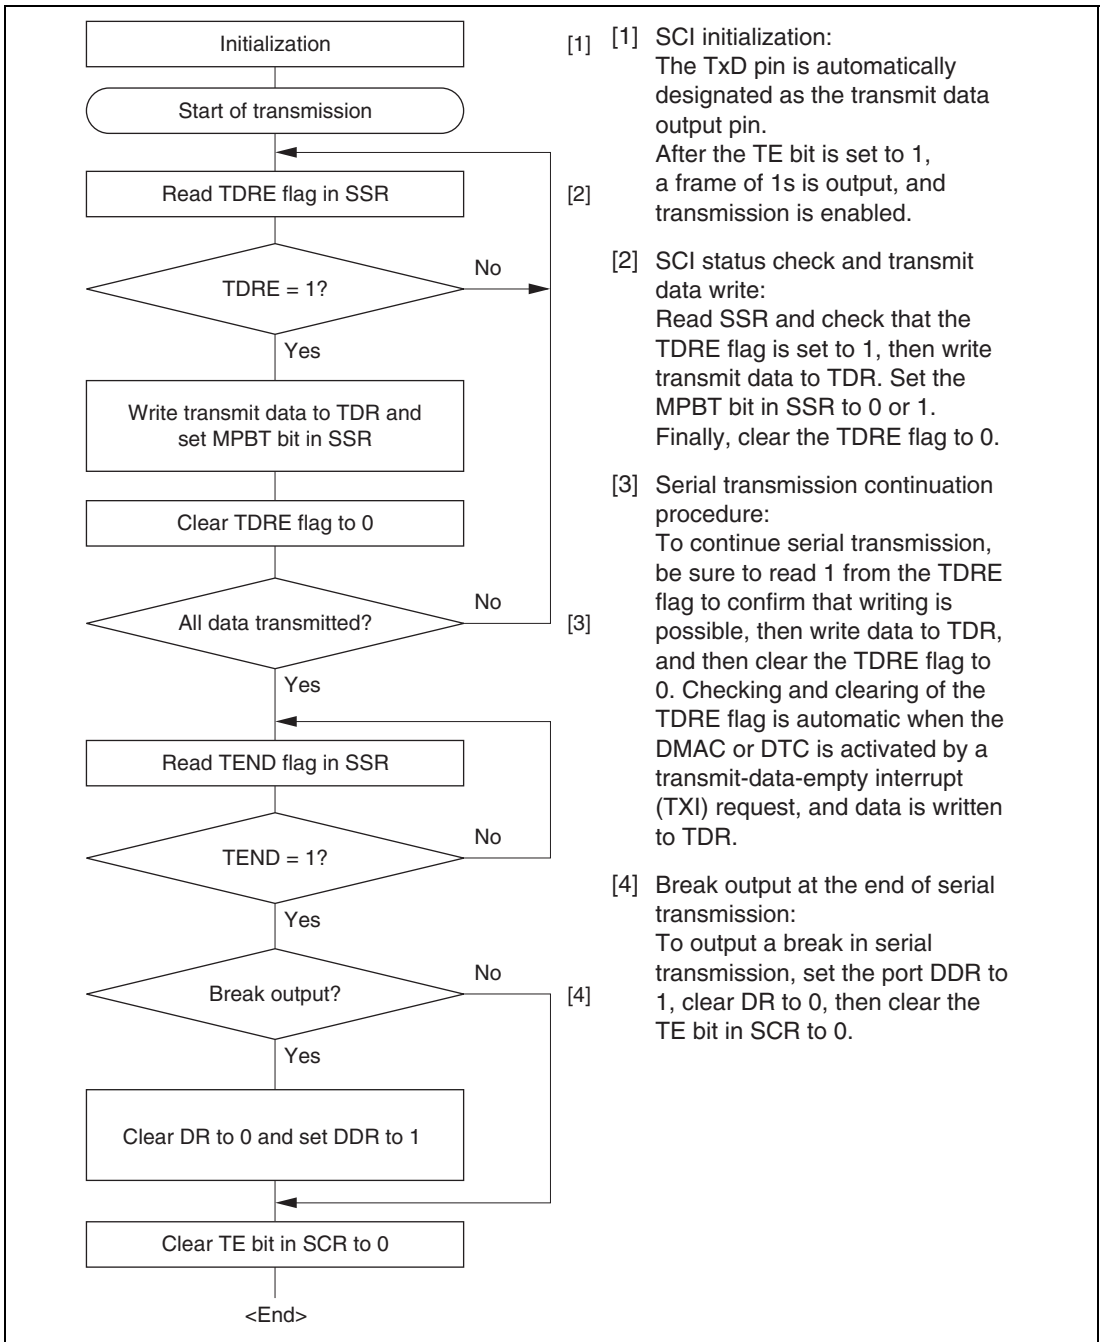 Initialization
[1]
Start of transmission
Read TDRE flag in SSR
[2]
TDRE = 1?
No
Yes
Write transmit data to TDR and
set MPBT bit in SSR
Clear TDRE flag to 0
All data transmitted?
No
[3]
Yes
Read TEND flag in SSR
TEND = 1?
No
Yes
Break output?
No
[4]
Yes
Clear DR to 0 and set DDR to 1
Clear TE bit in SCR to 0
<End>
[1] SCI initialization:
The TxD pin is automatically
designated as the transmit data
output pin.
After the TE bit is set to 1,
a frame of 1s is output, and
transmission is enabled.
[2] SCI status check and transmit
data write:
Read SSR and check that the
TDRE flag is set to 1, then write
transmit data to TDR. Set the
MPBT bit in SSR to 0 or 1.
Finally, clear the TDRE flag to 0.
[3] Serial transmission continuation
procedure:
To continue serial transmission,
be sure to read 1 from the TDRE
flag to confirm that writing is
possible, then write data to TDR,
and then clear the TDRE flag to
0. Checking and clearing of the
TDRE flag is automatic when the
DMAC or DTC is activated by a
transmit-data-empty interrupt
(TXI) request, and data is written
to TDR.
[4] Break output at the end of serial
transmission:
To output a break in serial
transmission, set the port DDR to
1, clear DR to 0, then clear the
TE bit in SCR to 0.